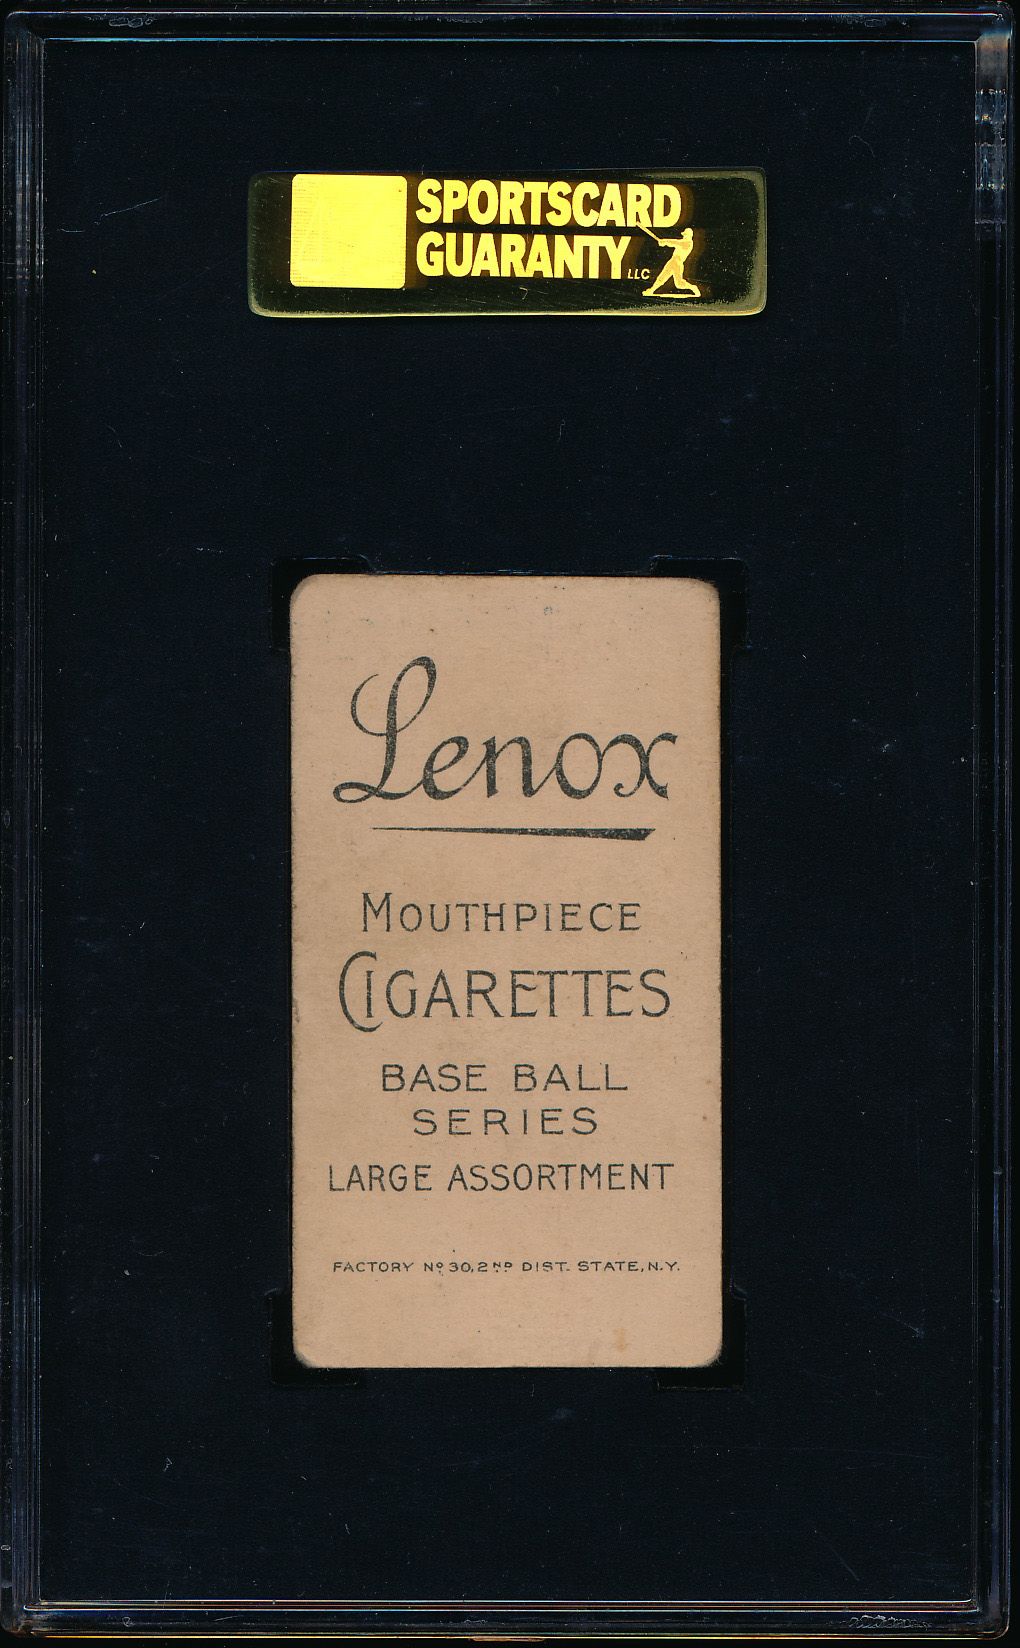 SPORTSCARD
GUARANTY LLC
Lenox
MOUTHPIECE
CIGARETTES
BASE BALL
SERIES
LARGE ASSORTMENT
FACTORY Nº 30, 2ND DIST. STATE, N.Y.